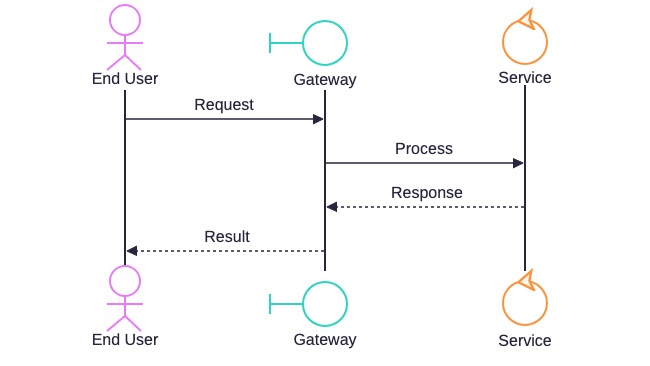 End User
Gateway
Service
Request
Process
Response
Result
End User
Gateway
Service